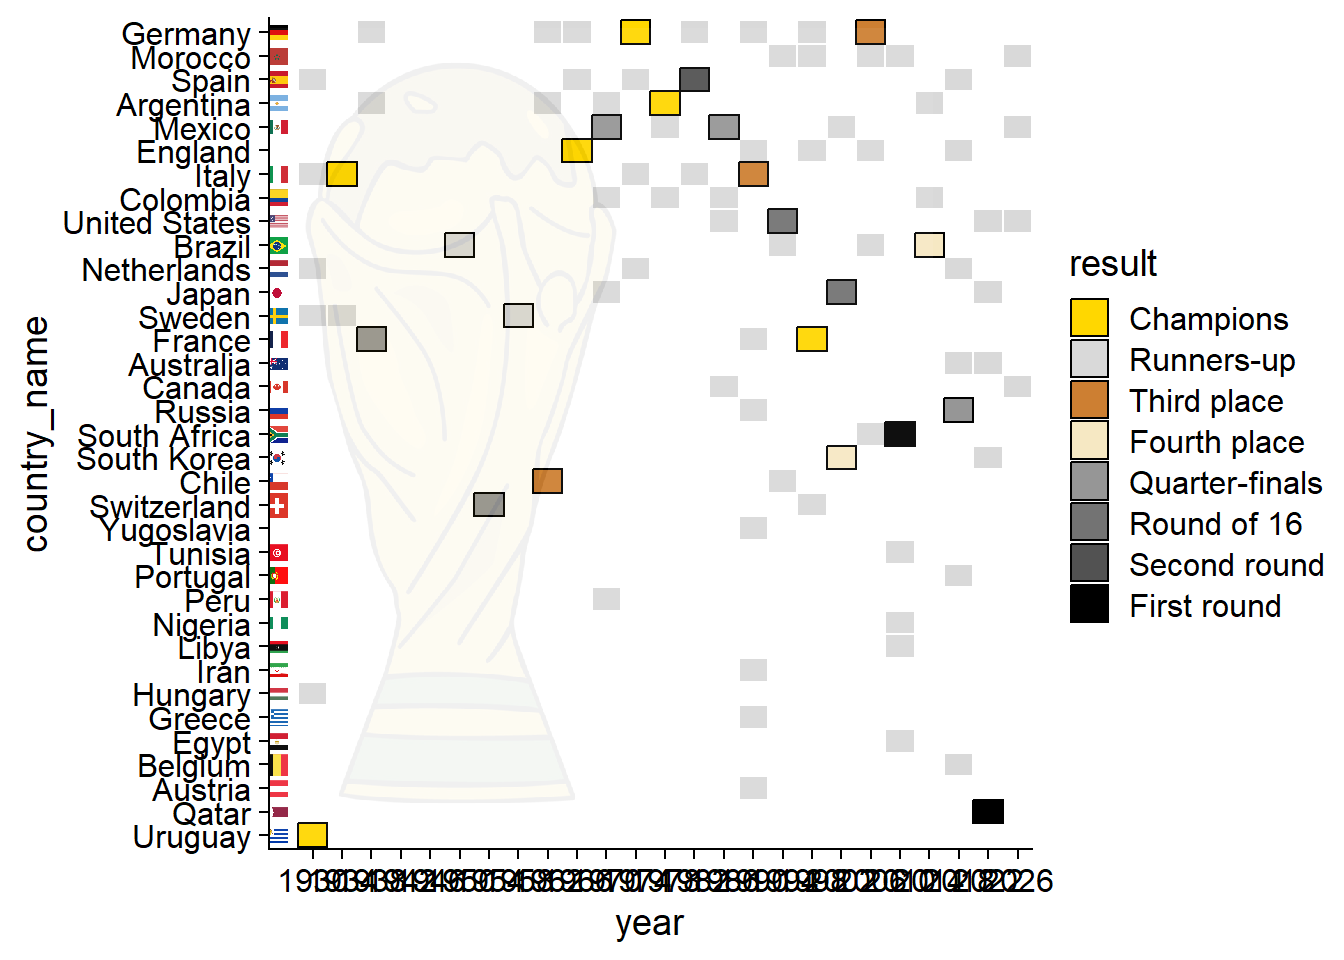 Germany
Morocco
Spain
Argentina
Mexico
England
Italy
Colombia
United States
Brazil
Netherlands
Japan
Sweden
France
Australia
Canada
Russia
South Africa
South Korea
Chile
Switzerland
Yugoslavia
Tunisia
Portugal
Peru
Nigeria
Libya
Iran
Hungary
Greece
Egypt
Belgium
Austria
Qatar
Uruguay
country_name
year
result
Champions
Runners-up
Third place
Fourth place
Quarter-finals
Round of 16
Second round
First round